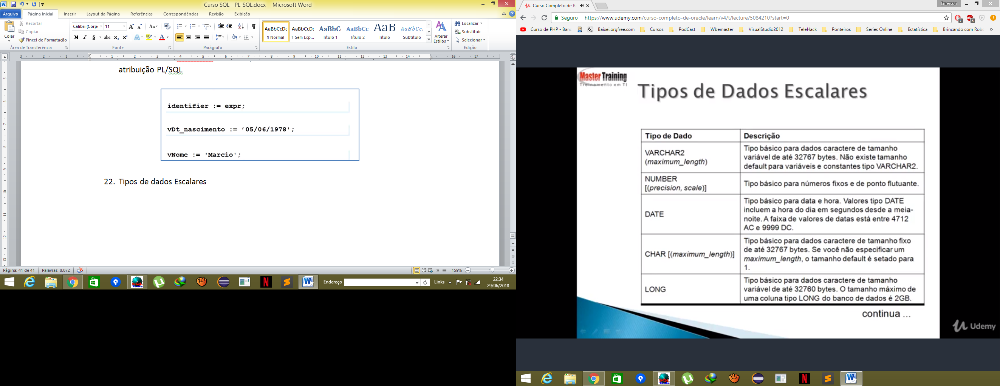 Curso SQL - PL-SQL.docx - Microsoft Word
Arquivo
Página Inicial
Inserir
Layout da Página
Referências
Correspondências
Revisão
Exibição
Colar
Recortar
Copiar
Pincel de Formatação
Área de Transferência
Calibri (Corpo
11
Fonte
Parágrafo
AaBbCcDc
¶ Normal
AaBbCcDc
¶ Sem Esp...
AaBbC
Título 1
AaBbCc
Título 2
AaB
Título
AaBbCc.
Subtítulo
Alterar
Estilos
Estilo
Localizar
Substituir
Selecionar
Edição
atribuição PL/SQL
identifier := expr;
vDt_nascimento := ’05/06/1978';
vNome := 'Marcio';
22. Tipos de dados Escalares
Página: 41 de 41
Palavras: 8.072
159%
Endereço
Links
22:34
29/06/2018
Curso Completo de B
Emerson
Seguro
https://www.udemy.com/curso-completo-de-oracle/learn/v4/t/lecture/5084210?start=0
Curso de PHP - Banc
Baixei.orgfree.com
Cursos
PodCast
Wbemaster
VisualStudio2012
TeleHack
Ponteiros
Series Online
Estatística
Brincando com Robs
Master Training
Treinamento em TI
Tipos de Dados Escalares
Tipo de Dado
Descrição
VARCHAR2
(maximum_length)
Tipo básico para dados caractere de tamanho
variável de até 32767 bytes. Não existe tamanho
default para variáveis e constantes tipo VARCHAR2.
NUMBER
[(precision, scale)]
Tipo básico para números fixos e de ponto flutuante.
DATE
Tipo básico para data e hora. Valores tipo DATE
incluem a hora do dia em segundos desde a meia-
noite. A faixa de valores de datas está entre 4712
AC e 9999 DC.
CHAR [(maximum_length)]
Tipo básico para dados caractere de tamanho fixo
de até 32767 bytes. Se você não especificar um
maximum_length, o tamanho default é setado para
1.
LONG
Tipo básico para dados caractere de tamanho
variável de até 32760 bytes. O tamanho máximo de
uma coluna tipo LONG do banco de dados é 2GB.
continua ...
Udemy